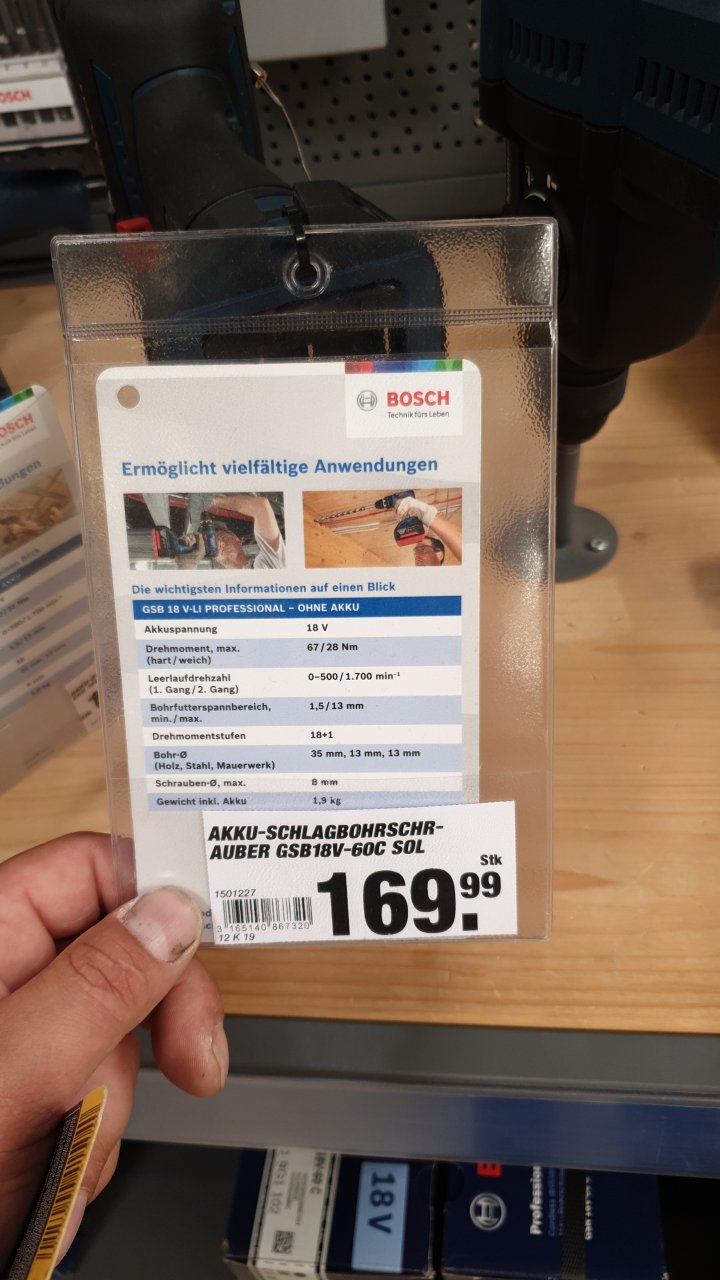 OSCH
BOSCH
Technik fürs Leben
Ermöglicht vielfältige Anwendungen
Die wichtigsten Informationen auf einen Blick
GSB 18 V-LI PROFESSIONAL – OHNE AKKU
Akkuspannung 18 V
Drehmoment, max. 67/28 Nm
(hart/weich)
Leerlaufdrehzahl 0–500/1.700 min⁻¹
(1. Gang/2. Gang)
Bohrfutterspannbereich, 1,5/13 mm
min./max.
Drehmomentstufen 18+1
Bohr-Ø 35 mm, 13 mm, 13 mm
(Holz, Stahl, Mauerwerk)
Schrauben-Ø, max. 8 mm
Gewicht inkl. Akku 1,9 kg
AKKU-SCHLAGBOHRSCHR-
AUBER GSB18V-60C SOL
Stk
1501227
169.99
3 165140 867320
12 K 19
OSCH
dungen
18V
Professio